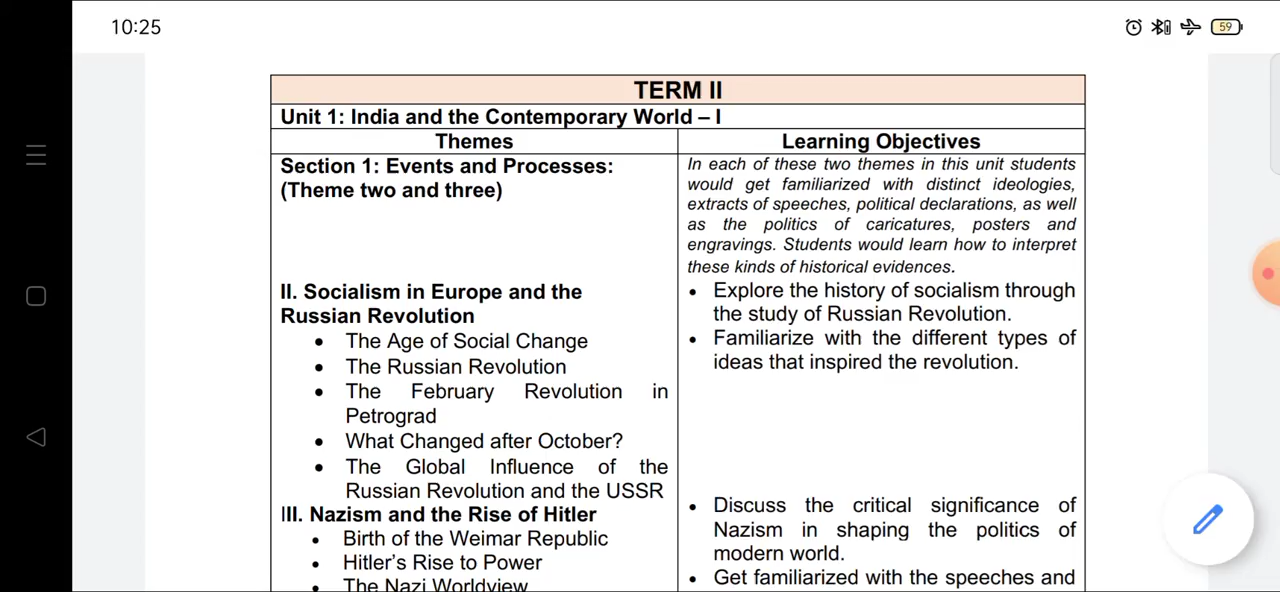 10:25
59
TERM II
Unit 1: India and the Contemporary World – I
Themes
Learning Objectives
Section 1: Events and Processes:
(Theme two and three)
In each of these two themes in this unit students
would get familiarized with distinct ideologies,
extracts of speeches, political declarations, as well
as the politics of caricatures, posters and
engravings. Students would learn how to interpret
these kinds of historical evidences.
II. Socialism in Europe and the
Russian Revolution
• The Age of Social Change
• The Russian Revolution
• The February Revolution in
Petrograd
• What Changed after October?
• The Global Influence of the
Russian Revolution and the USSR
• Explore the history of socialism through
the study of Russian Revolution.
• Familiarize with the different types of
ideas that inspired the revolution.
III. Nazism and the Rise of Hitler
• Birth of the Weimar Republic
• Hitler's Rise to Power
• The Nazi Worldview
• Discuss the critical significance of
Nazism in shaping the politics of
modern world.
• Get familiarized with the speeches and